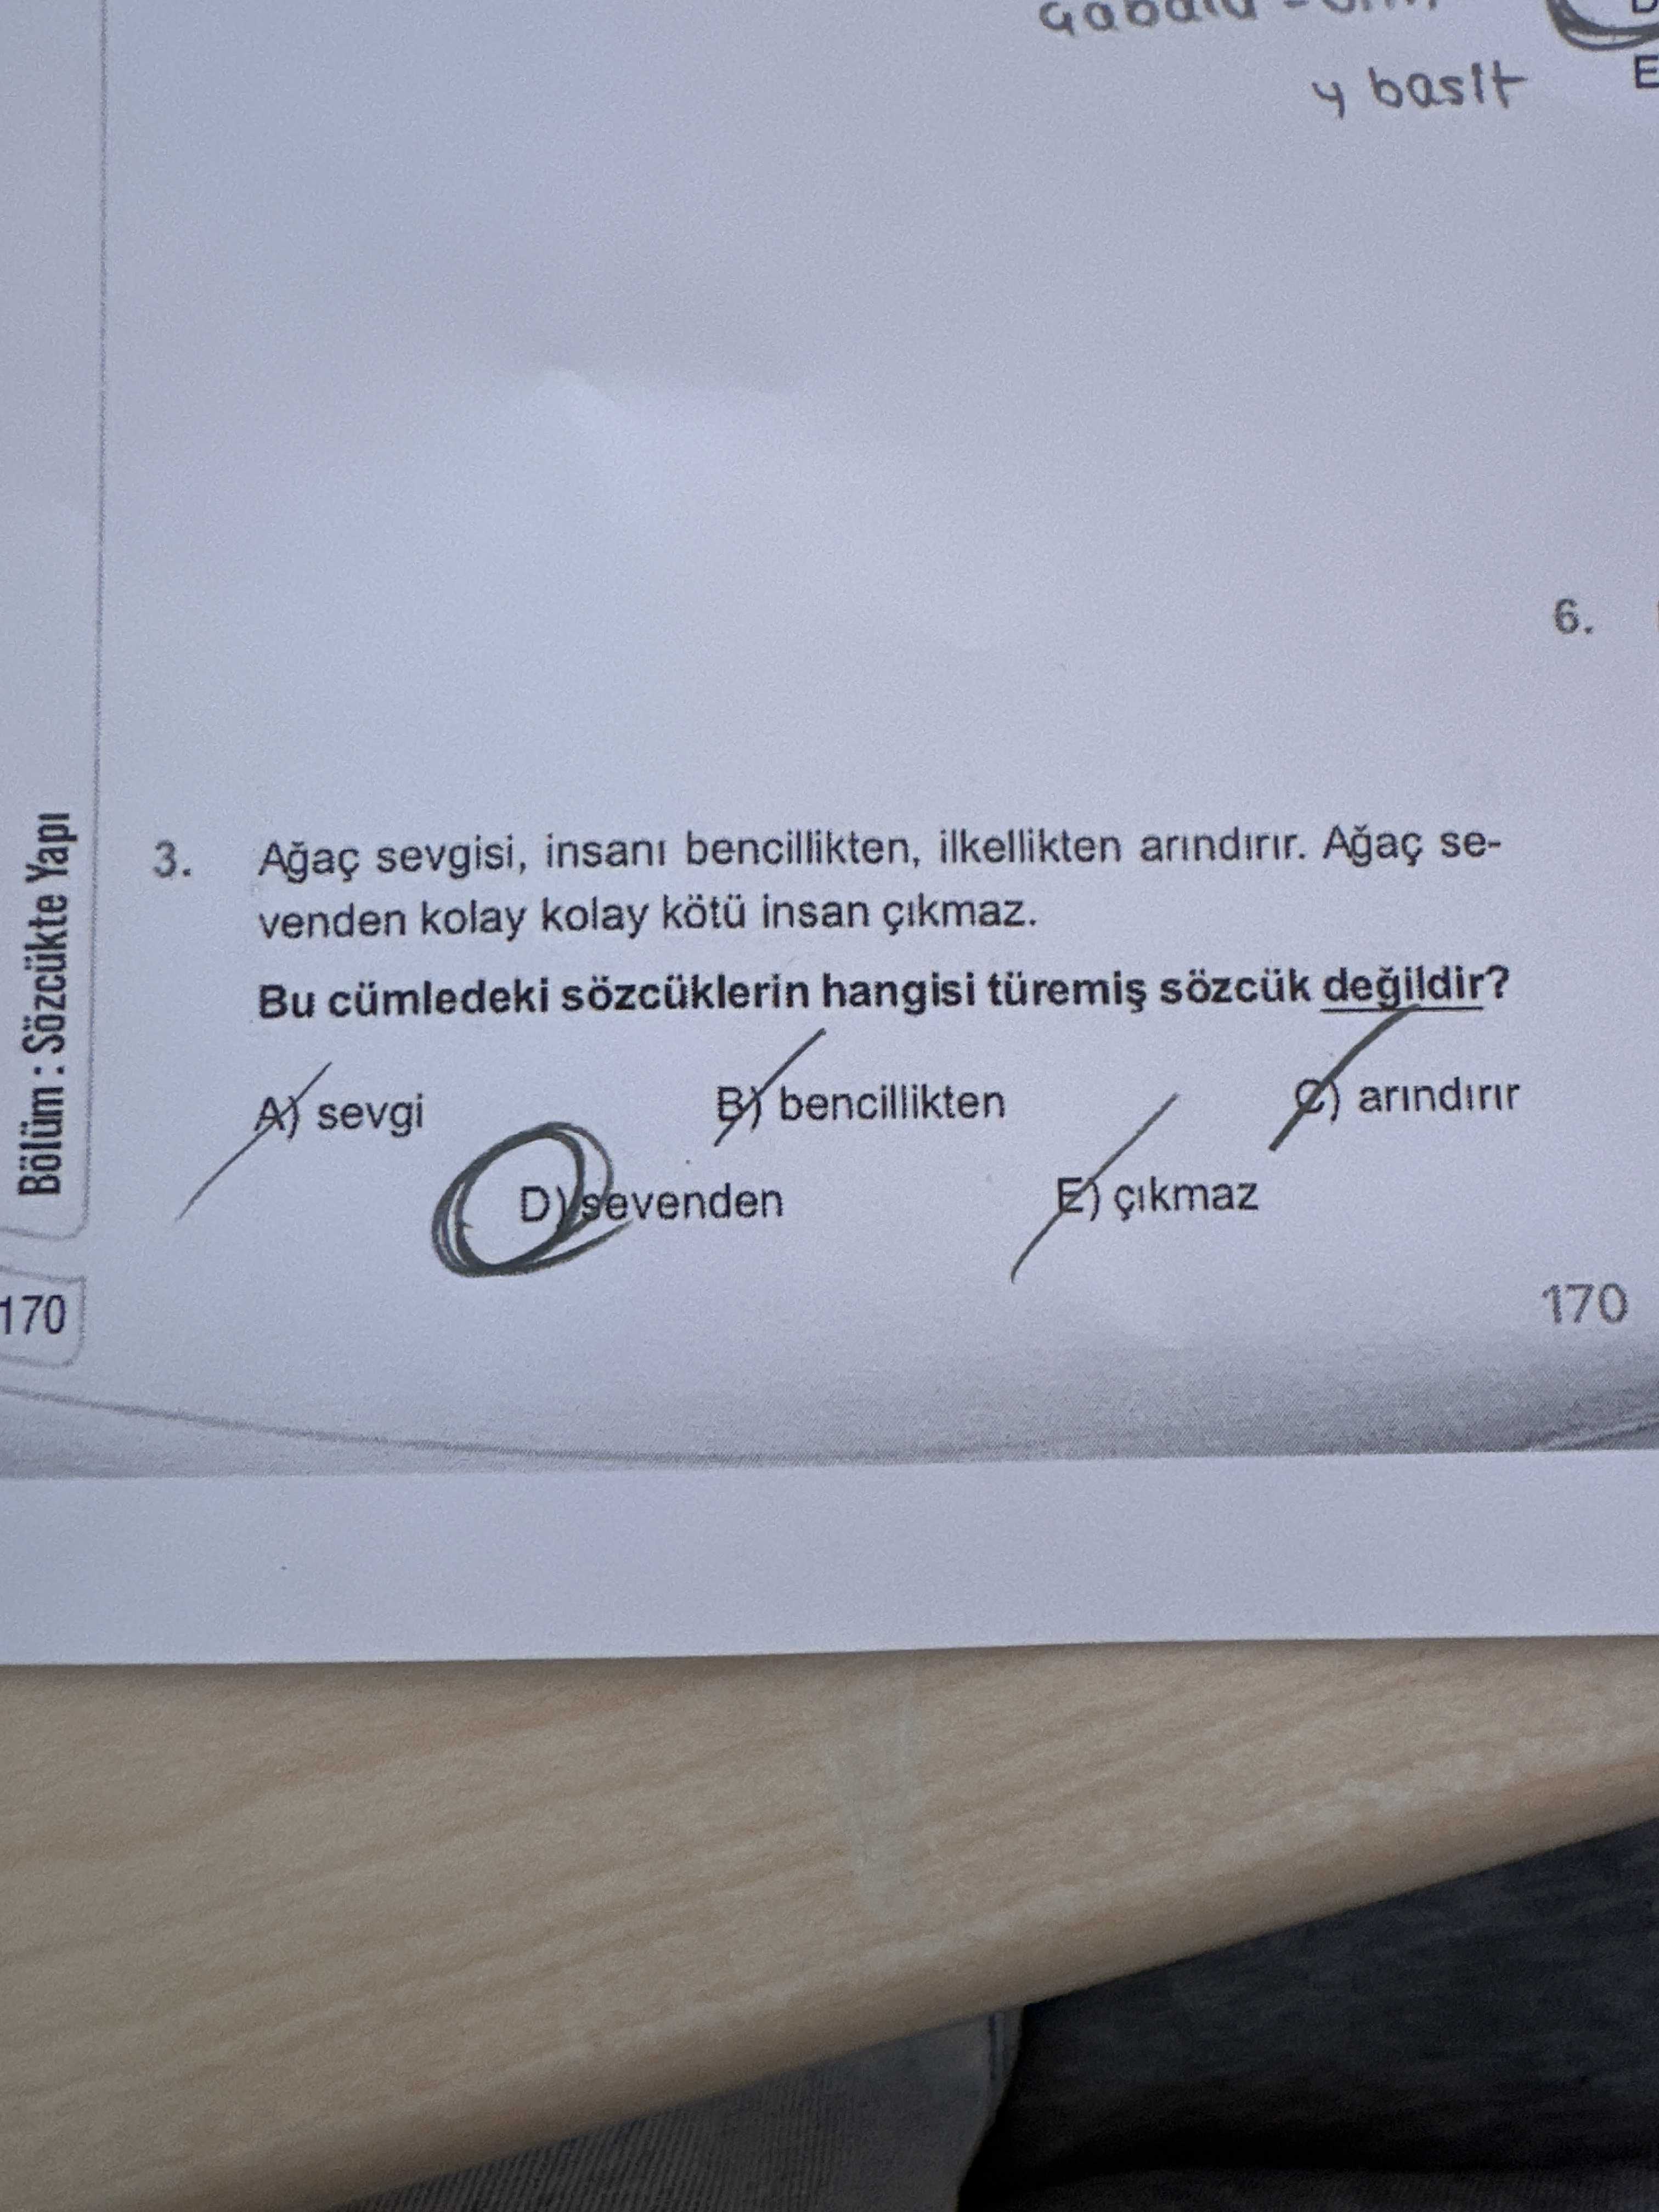 y basit
E
6.
Bölüm : Sözcükte Yapı
3. Ağaç sevgisi, insanı bencillikten, ilkellikten arındırır. Ağaç se-
venden kolay kolay kötü insan çıkmaz.
Bu cümledeki sözcüklerin hangisi türemiş sözcük değildir?
A) sevgi B) bencillikten C) arındırır
D) sevenden E) çıkmaz
170
170